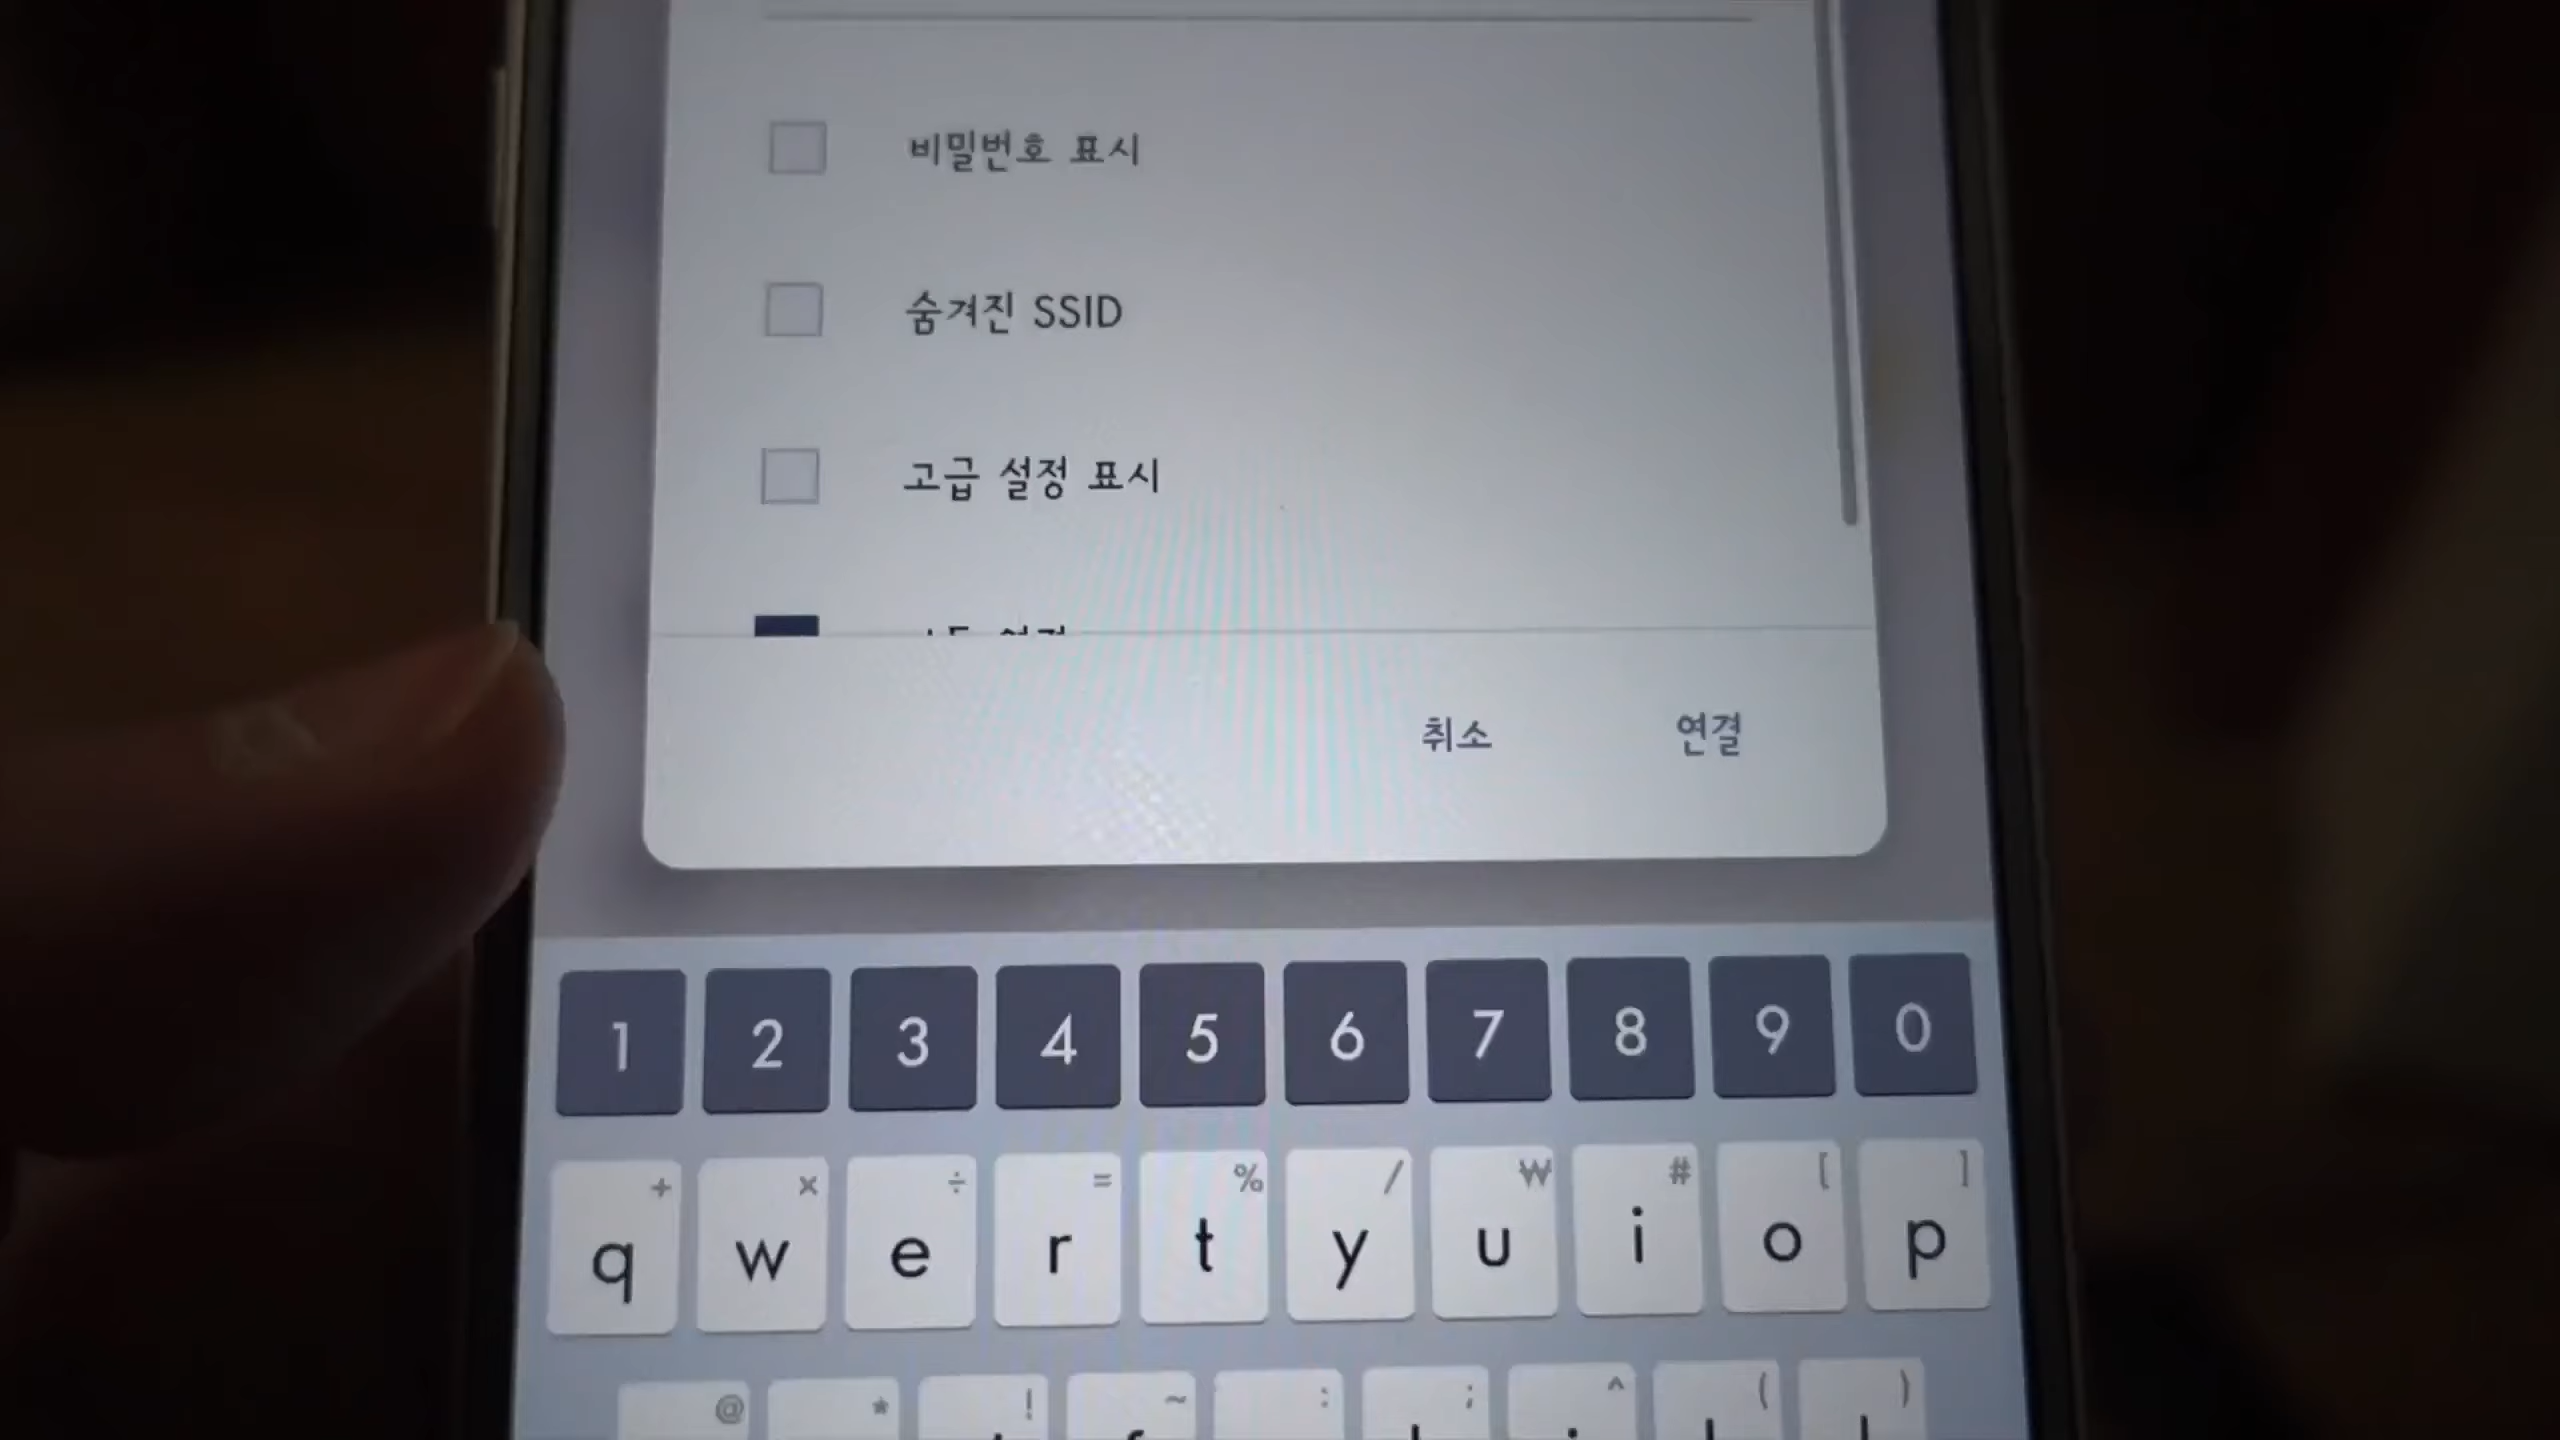 비밀번호 표시
숨겨진 SSID
고급 설정 표시
취소 연결
1 2 3 4 5 6 7 8 9 0
+ × ÷ = % / ₩ # [ ]
q w e r t y u i o p
@ * ! ~ : ; ^ ( )